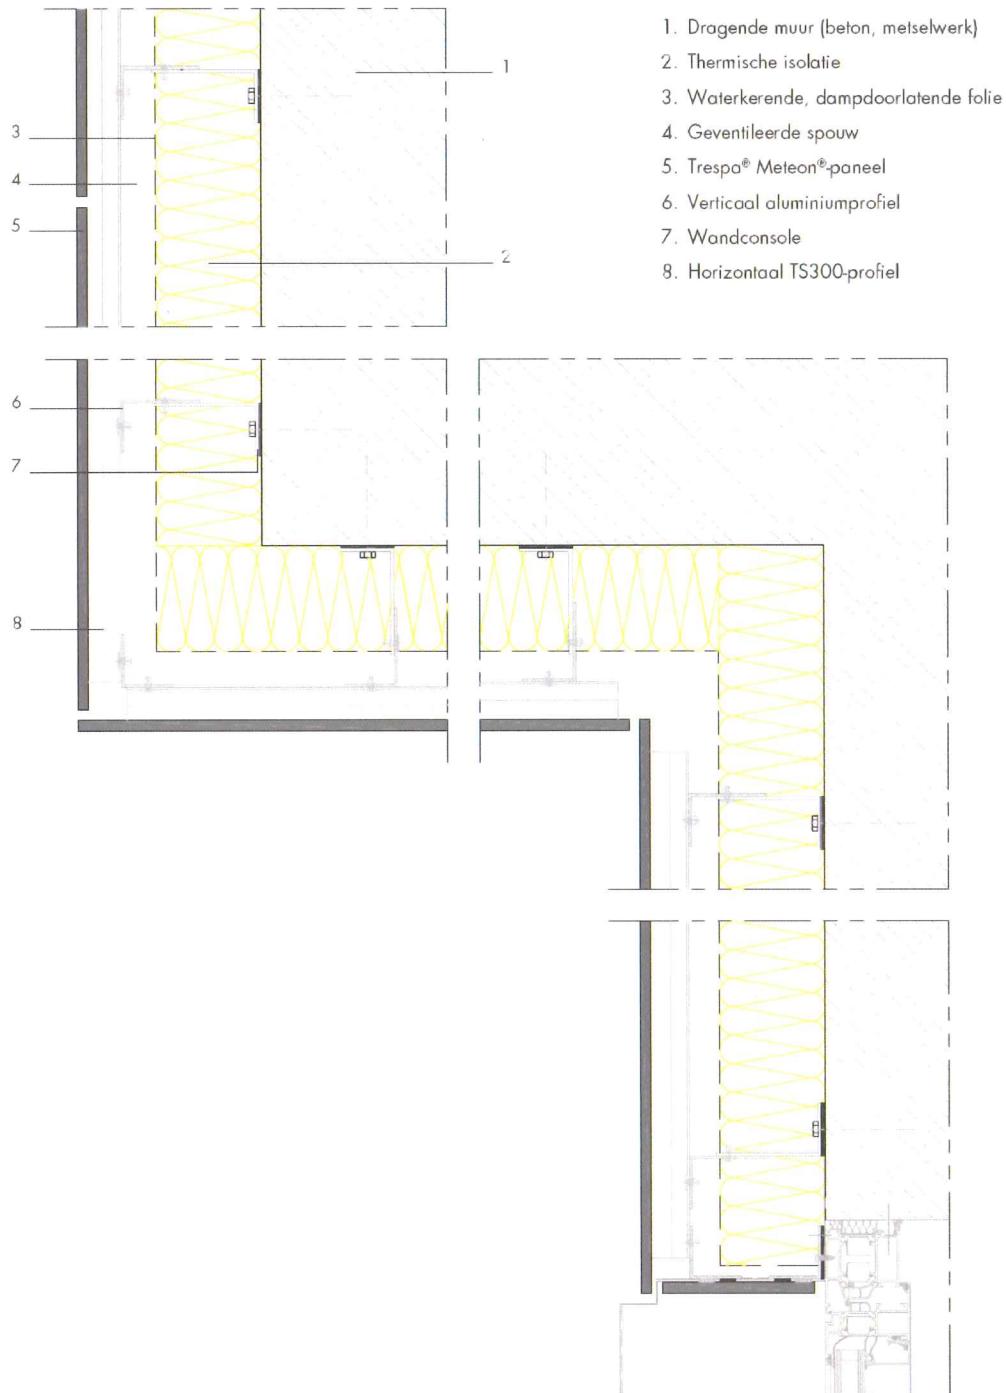 1. Dragende muur (beton, metselwerk)
2. Thermische isolatie
3. Waterkerende, dampdoorlatende folie
4. Geventileerde spouw
5. Trespa® Meteon®-paneel
6. Verticaal aluminiumprofiel
7. Wandconsole
8. Horizontaal TS300-profiel
1
3
4
5
2
6
7
8